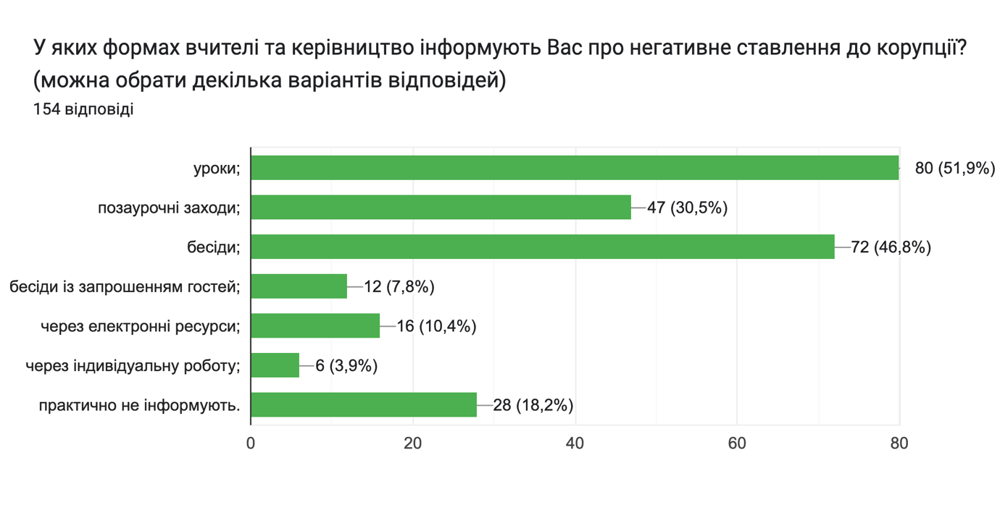 У яких формах вчителі та керівництво інформують Вас про негативне ставлення до корупції?
(можна обрати декілька варіантів відповідей)
154 відповіді
уроки; 80 (51,9%)
позаурочні заходи; 47 (30,5%)
бесіди; 72 (46,8%)
бесіди із запрошенням гостей; 12 (7,8%)
через електронні ресурси; 16 (10,4%)
через індивідуальну роботу; 6 (3,9%)
практично не інформують. 28 (18,2%)
0 20 40 60 80